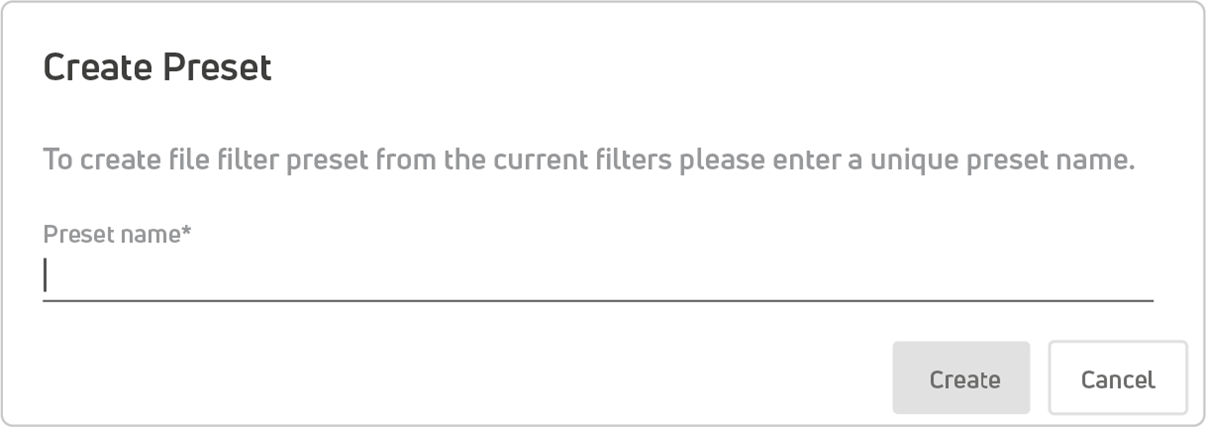 Create Preset
To create file filter preset from the current filters please enter a unique preset name.
Preset name*
Create
Cancel